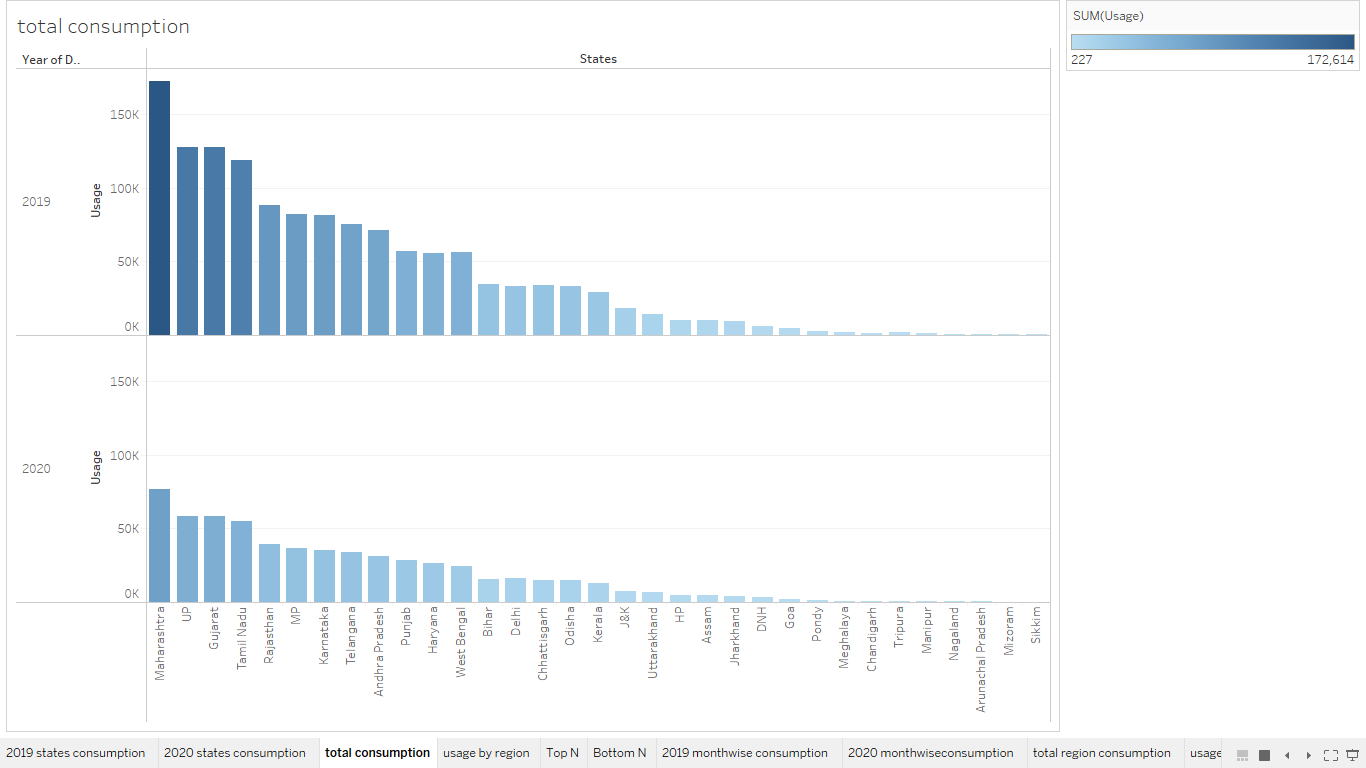 total consumption
SUM(Usage)
227 172,614
Year of D.. States
150K
100K
50K
0K
Usage
2019
150K
100K
50K
0K
Usage
2020
Maharashtra
UP
Gujarat
Tamil Nadu
Rajasthan
MP
Karnataka
Telangana
Andhra Pradesh
Punjab
Haryana
West Bengal
Bihar
Delhi
Chhattisgarh
Odisha
Kerala
J&K
Uttarakhand
HP
Assam
Jharkhand
DNH
Goa
Pondy
Meghalaya
Chandigarh
Tripura
Manipur
Nagaland
Arunachal Pradesh
Mizoram
Sikkim
2019 states consumption 2020 states consumption total consumption usage by region Top N Bottom N 2019 monthwise consumption 2020 monthwiseconsumption total region consumption usage